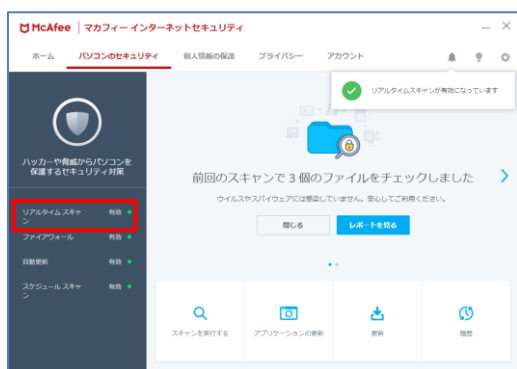 McAfee | マカフィー インターネットセキュリティ
ホーム パソコンのセキュリティ 個人情報の保護 プライバシー アカウント
リアルタイムスキャンが有効になっています
ハッカーや脅威からパソコンを
保護するセキュリティ対策
リアルタイム スキャ
ン
有効
ファイアウォール 有効
自動更新 有効
スケジュール スキャ
ン
有効
前回のスキャンで 3 個のファイルをチェックしました
ウイルスやスパイウェアには感染していません。安心してご利用ください。
閉じる レポートを見る
スキャンを実行する アプリケーションの更新 更新 履歴